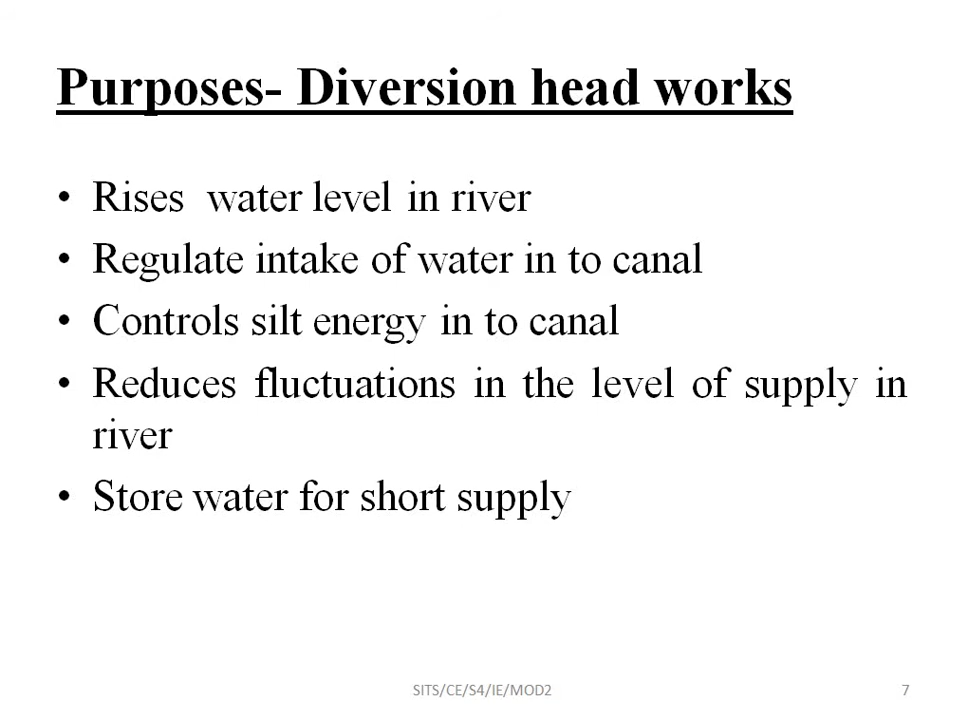 Purposes- Diversion head works
• Rises water level in river
• Regulate intake of water in to canal
• Controls silt energy in to canal
• Reduces fluctuations in the level of supply in
river
• Store water for short supply
SITS/CE/S4/IE/MOD2
7